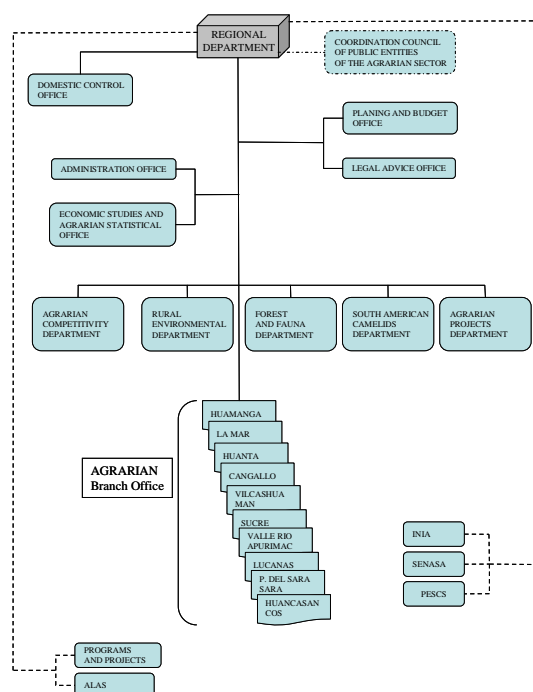 REGIONAL
DEPARTMENT
COORDINATION COUNCIL
OF PUBLIC ENTITIES
OF THE AGRARIAN SECTOR
DOMESTIC CONTROL
OFFICE
PLANING AND BUDGET
OFFICE
ADMINISTRATION OFFICE
LEGAL ADVICE OFFICE
ECONOMIC STUDIES AND
AGRARIAN STATISTICAL
OFFICE
AGRARIAN
COMPETITIVITY
DEPARTMENT
RURAL
ENVIRONMENTAL
DEPARTMENT
FOREST
AND FAUNA
DEPARTMENT
SOUTH AMERICAN
CAMELIDS
DEPARTMENT
AGRARIAN
PROJECTS
DEPARTMENT
AGRARIAN
Branch Office
HUAMANGA
LA MAR
HUANTA
CANGALLO
VILCASHUA
MAN
SUCRE
VALLE RIO
APURIMAC
LUCANAS
P. DEL SARA
SARA
HUANCASAN
COS
INIA
SENASA
PESCS
PROGRAMS
AND PROJECTS
ALAS